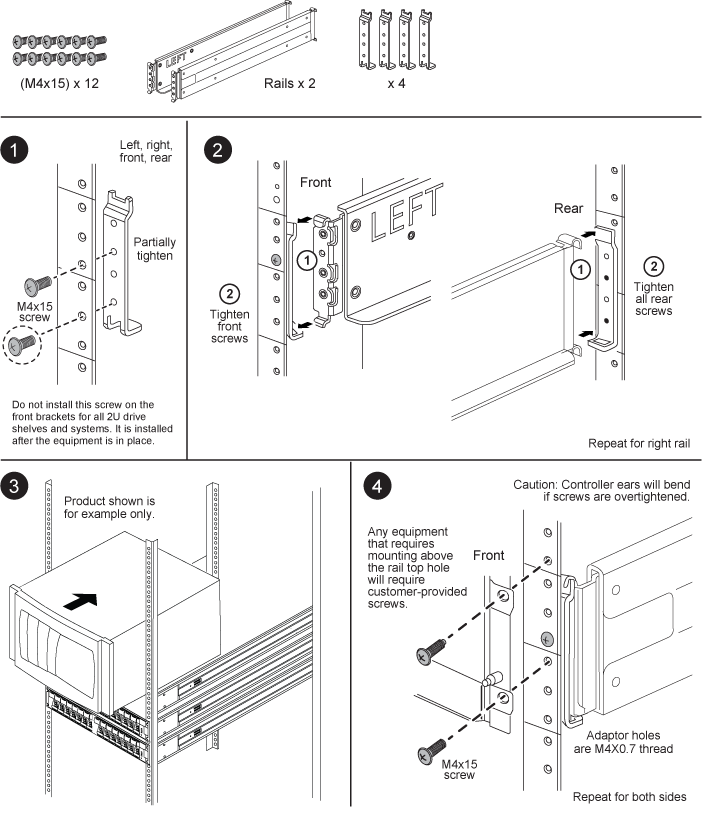 LEFT
(M4x15) x 12
Rails x 2
x 4
1
Left, right,
front, rear
Partially
tighten
M4x15
screw
Do not install this screw on the
front brackets for all 2U drive
shelves and systems. It is installed
after the equipment is in place.
2
Front
LEFT
1
2
Tighten
front
screws
Rear
1
2
Tighten
all rear
screws
Repeat for right rail
3
Product shown is
for example only.
4
Caution: Controller ears will bend
if screws are overtightened.
Any equipment
that requires
mounting above
the rail top hole
will require
customer-provided
screws.
Front
M4x15
screw
Adaptor holes
are M4X0.7 thread
Repeat for both sides